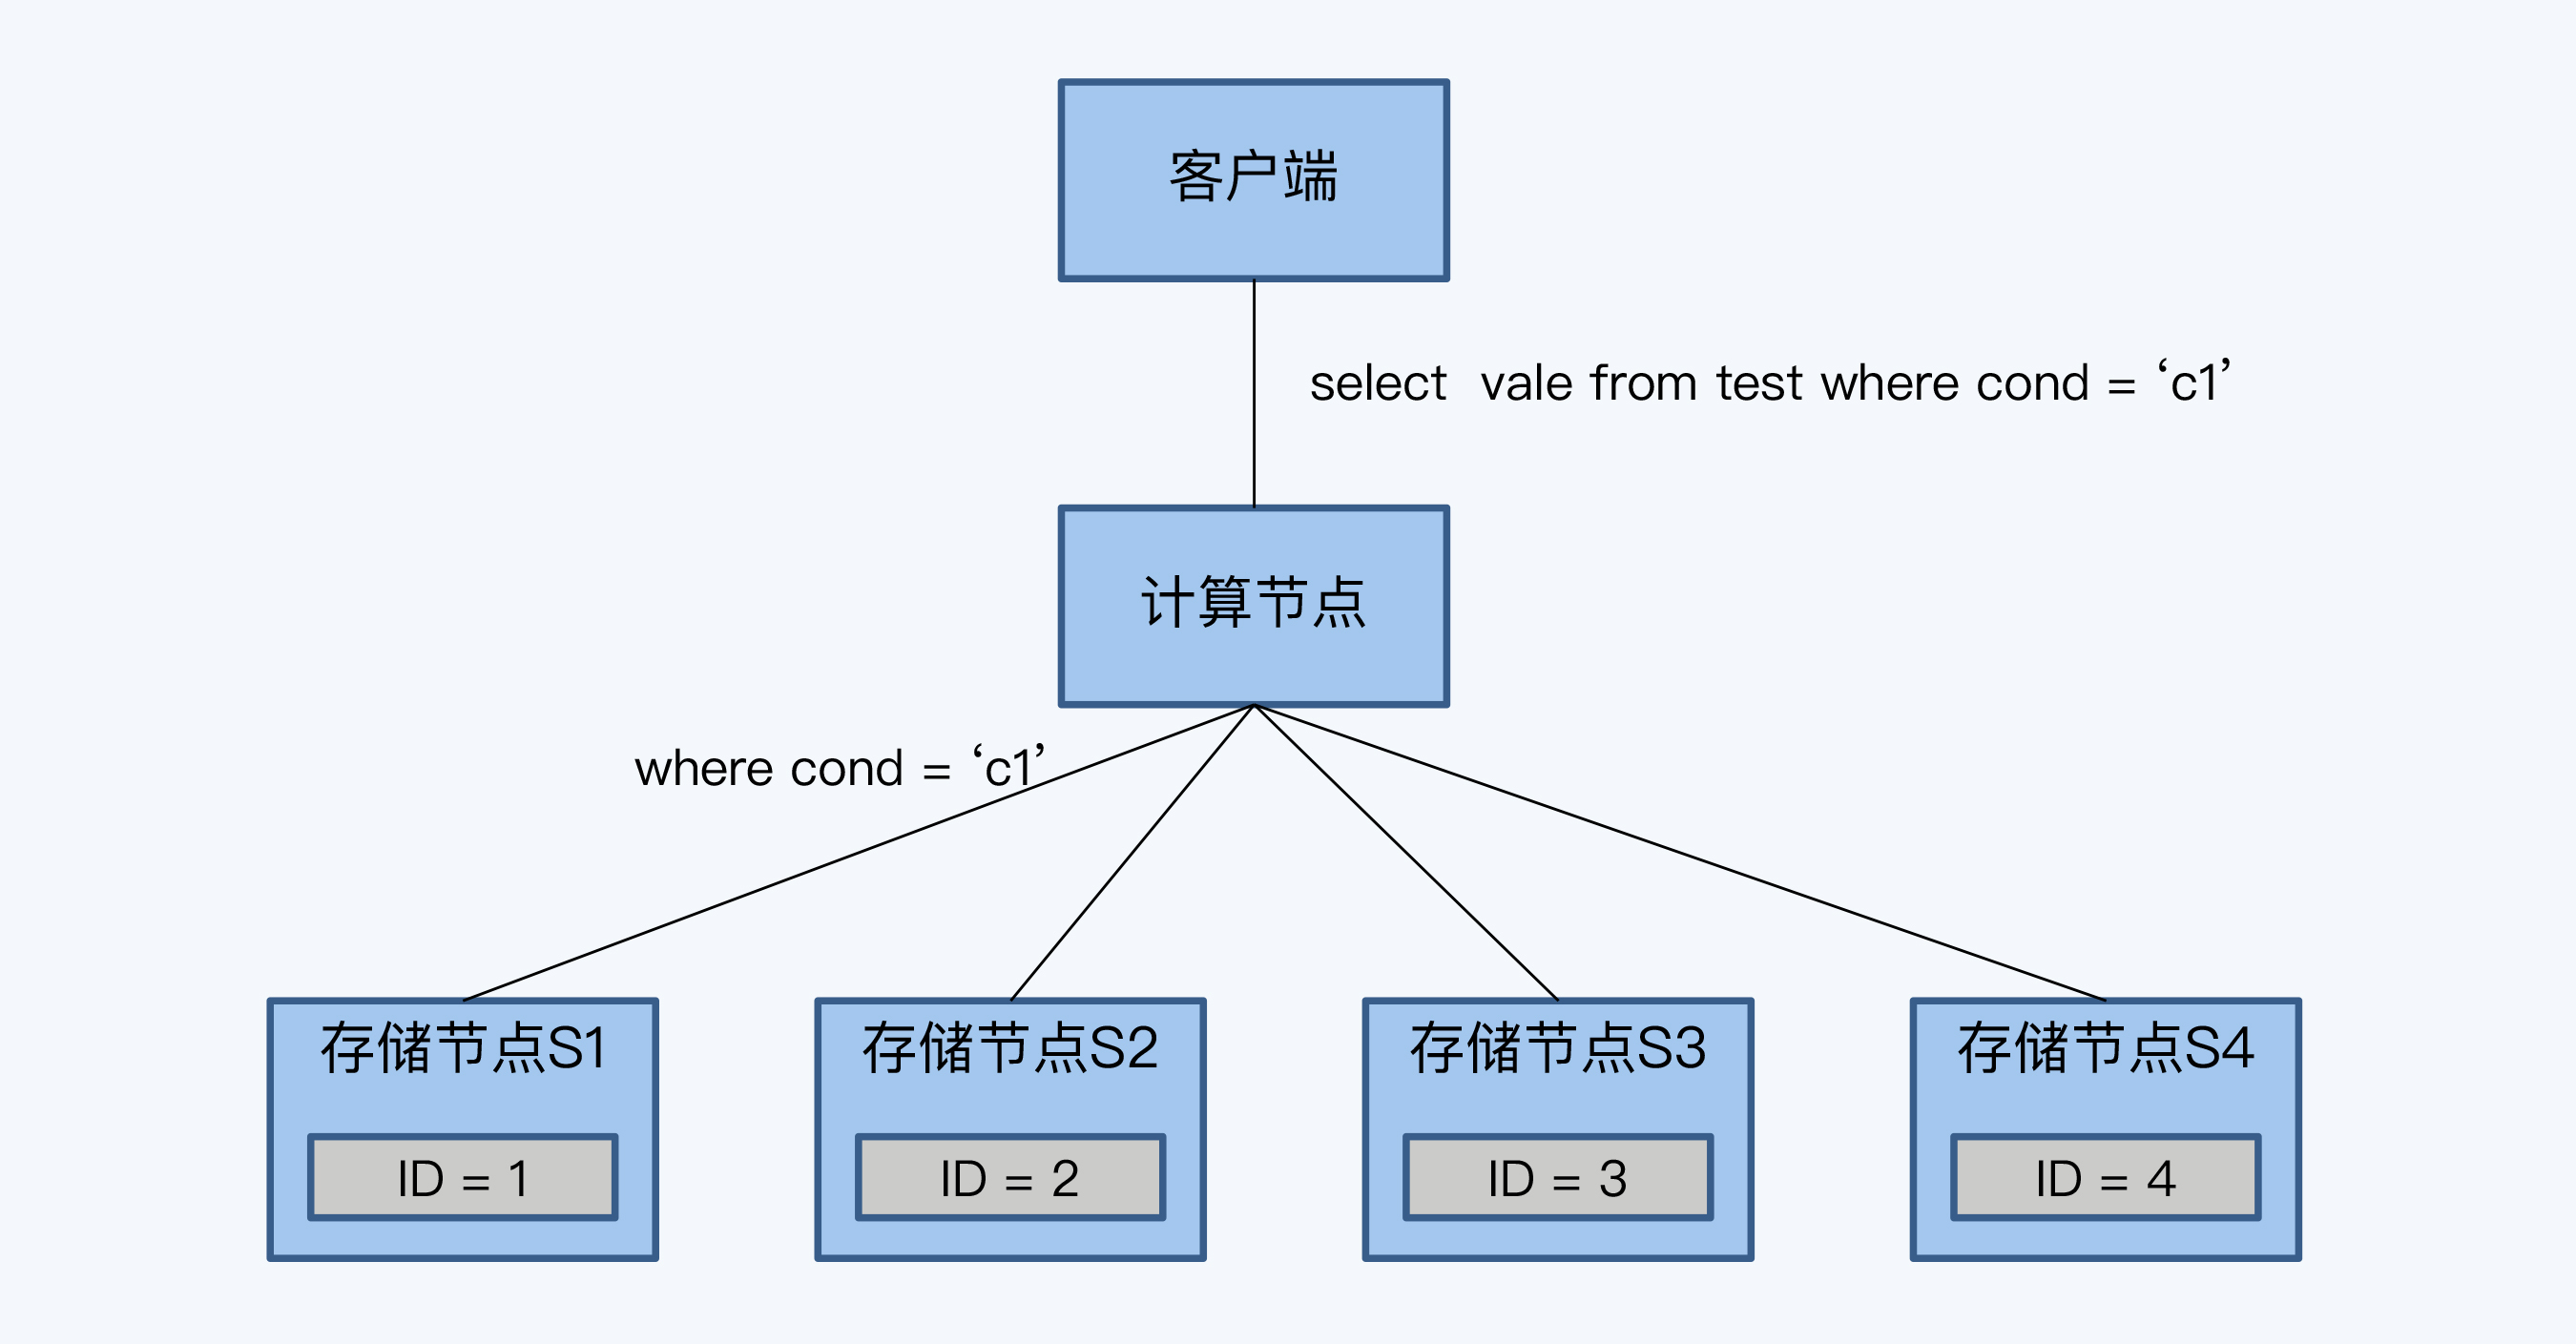 客户端
select  vale from test where cond = ‘c1’
计算节点
where cond = ‘c1’
存储节点S1
存储节点S2
存储节点S3
存储节点S4
ID = 1
ID = 2
ID = 3
ID = 4